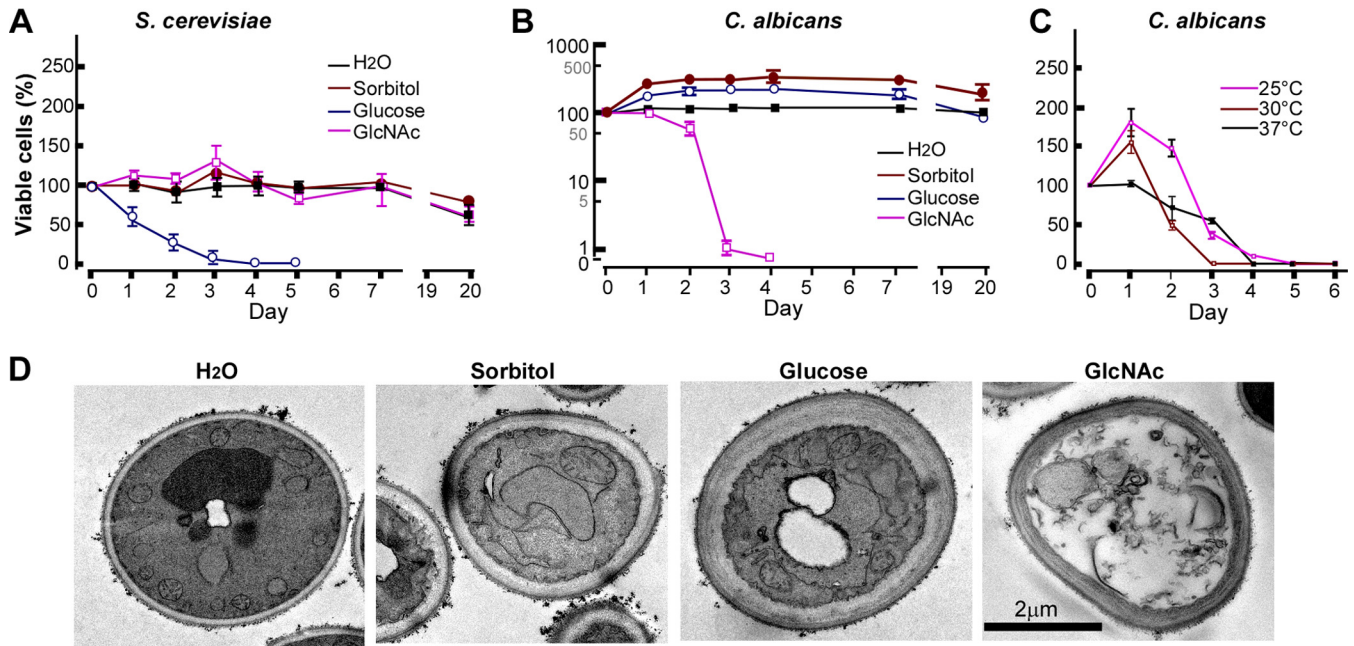 A
S. cerevisiae
Viable cells (%)
250
200
150
100
50
0
H2O
Sorbitol
Glucose
GlcNAc
0 1 2 3 4 5 6 7 19 20
Day
B
C. albicans
1000
500
100
50
10
5
1
0
H2O
Sorbitol
Glucose
GlcNAc
0 1 2 3 4 5 6 7 19 20
Day
C
C. albicans
250
200
150
100
50
0
25°C
30°C
37°C
0 1 2 3 4 5 6
Day
D
H2O
Sorbitol
Glucose
GlcNAc
2µm